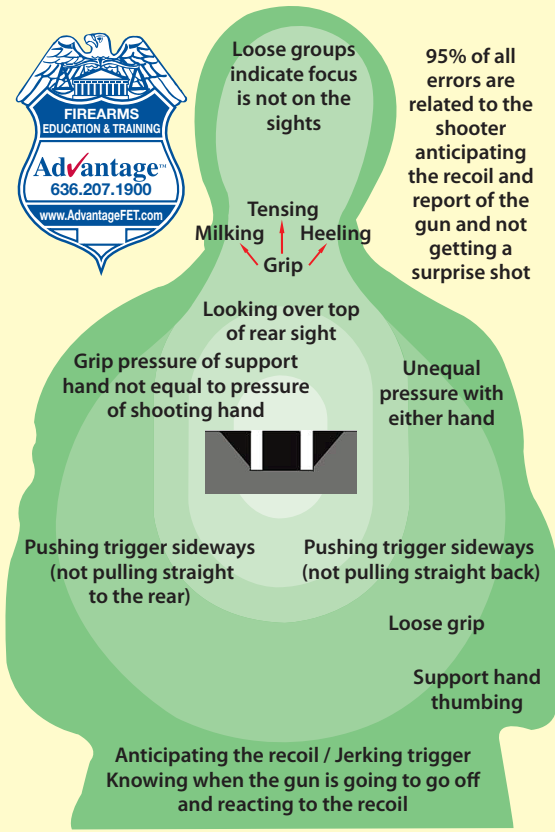 FIREARMS
EDUCATION & TRAINING
Advantage™
636.207.1900
www.AdvantageFET.com
Loose groups
indicate focus
is not on the
sights
95% of all
errors are
related to the
shooter
anticipating
the recoil and
report of the
gun and not
getting a
surprise shot
Tensing
Milking
Heeling
Grip
Looking over top
of rear sight
Grip pressure of support
hand not equal to pressure
of shooting hand
Unequal
pressure with
either hand
Pushing trigger sideways
(not pulling straight
to the rear)
Pushing trigger sideways
(not pulling straight back)
Loose grip
Support hand
thumbing
Anticipating the recoil / Jerking trigger
Knowing when the gun is going to go off
and reacting to the recoil